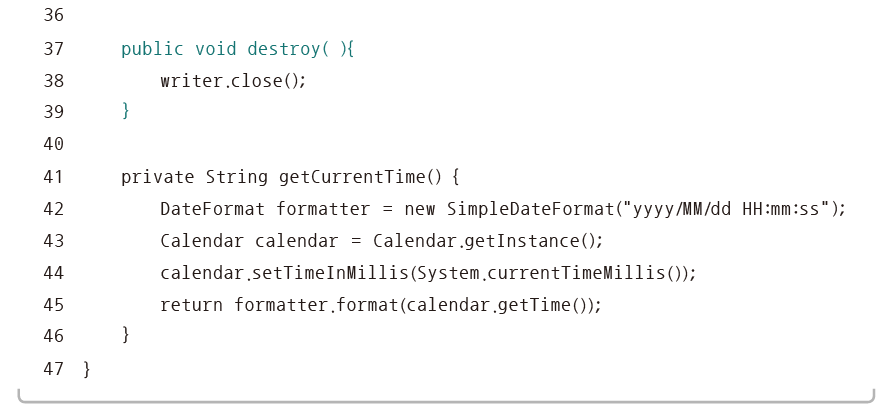 36
37 public void destroy( ){
38 writer.close();
39 }
40
41 private String getCurrentTime() {
42 DateFormat formatter = new SimpleDateFormat("yyyy/MM/dd HH:mm:ss");
43 Calendar calendar = Calendar.getInstance();
44 calendar.setTimeInMillis(System.currentTimeMillis());
45 return formatter.format(calendar.getTime());
46 }
47 }